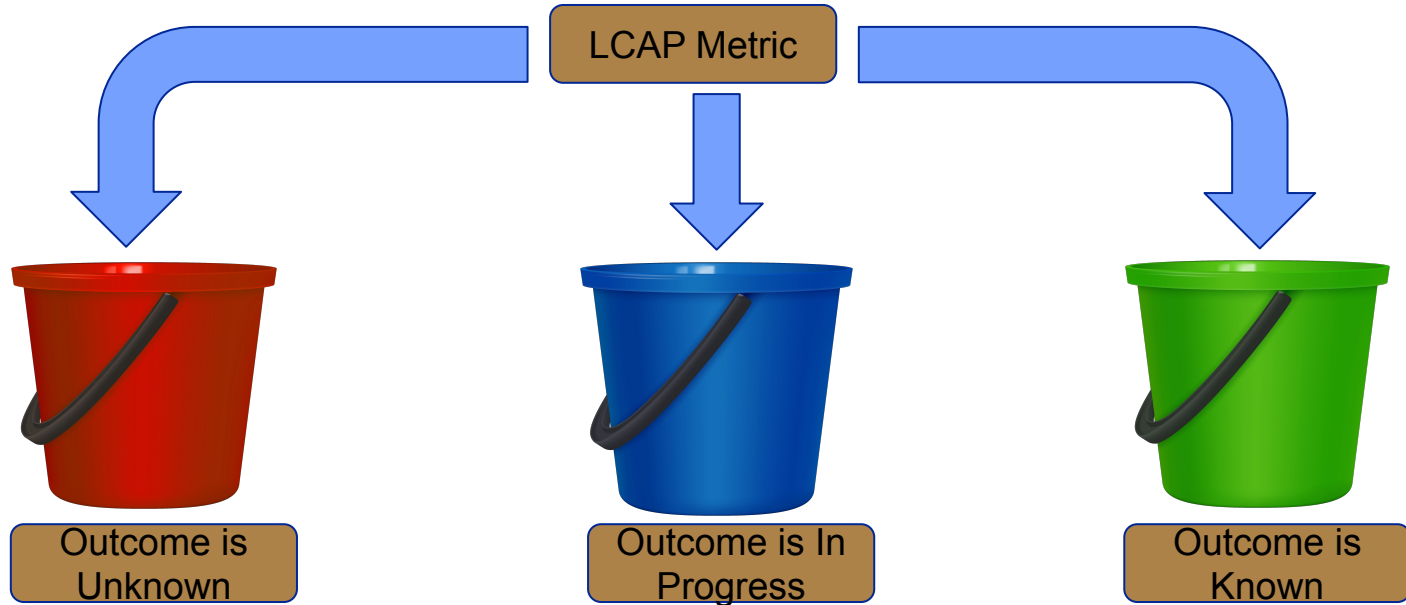 LCAP Metric
Outcome is
Unknown
Outcome is In
Progress
Outcome is
Known